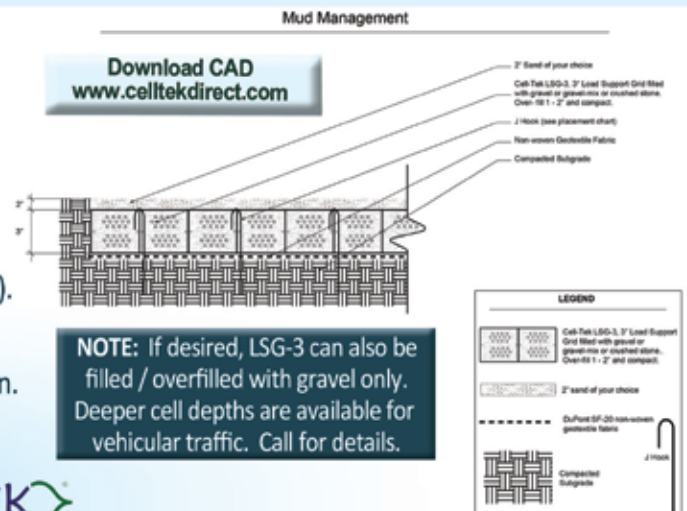 Mud Management
Download CAD
www.celltekdirect.com
2" Sand of your choice
Cell-Tek LSG-3, 3" Load Support Grid filled
with gravel or gravel-mix or crushed stone.
Over- fill 1 - 2" and compact.
J Hook (see placement chart)
Non-woven Geotextile Fabric
Compacted Subgrade
2"
3"
).
n.
NOTE: If desired, LSG-3 can also be
filled / overfilled with gravel only.
Deeper cell depths are available for
vehicular traffic. Call for details.
LEGEND
Cell-Tek LSG-3, 3" Load Support
Grid filled with gravel or
gravel-mix or crushed stone.
Over-fill 1 - 2" and compact.
2" sand of your choice
DuPont SF-20 non-woven
geotextile fabric
J Hook
Compacted
Subgrade
K